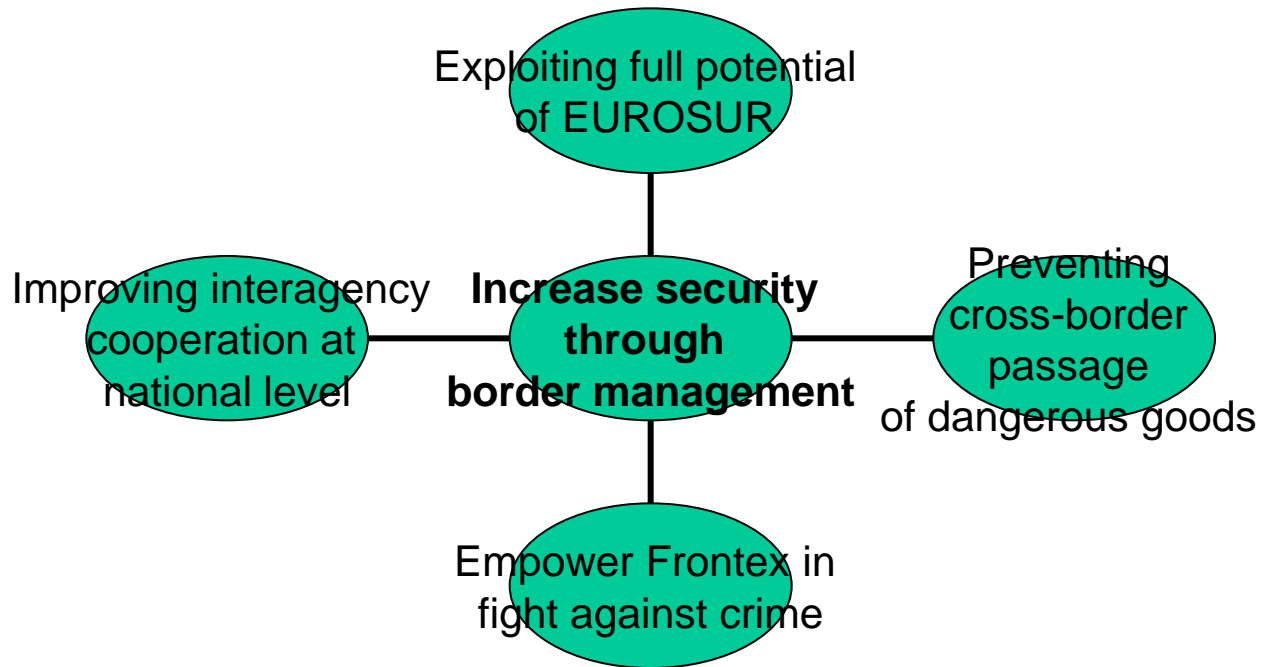 Exploiting full potential
of EUROSUR
Improving interagency
cooperation at
national level
Increase security
through
border management
Preventing
cross-border
passage
of dangerous goods
Empower Frontex in
fight against crime